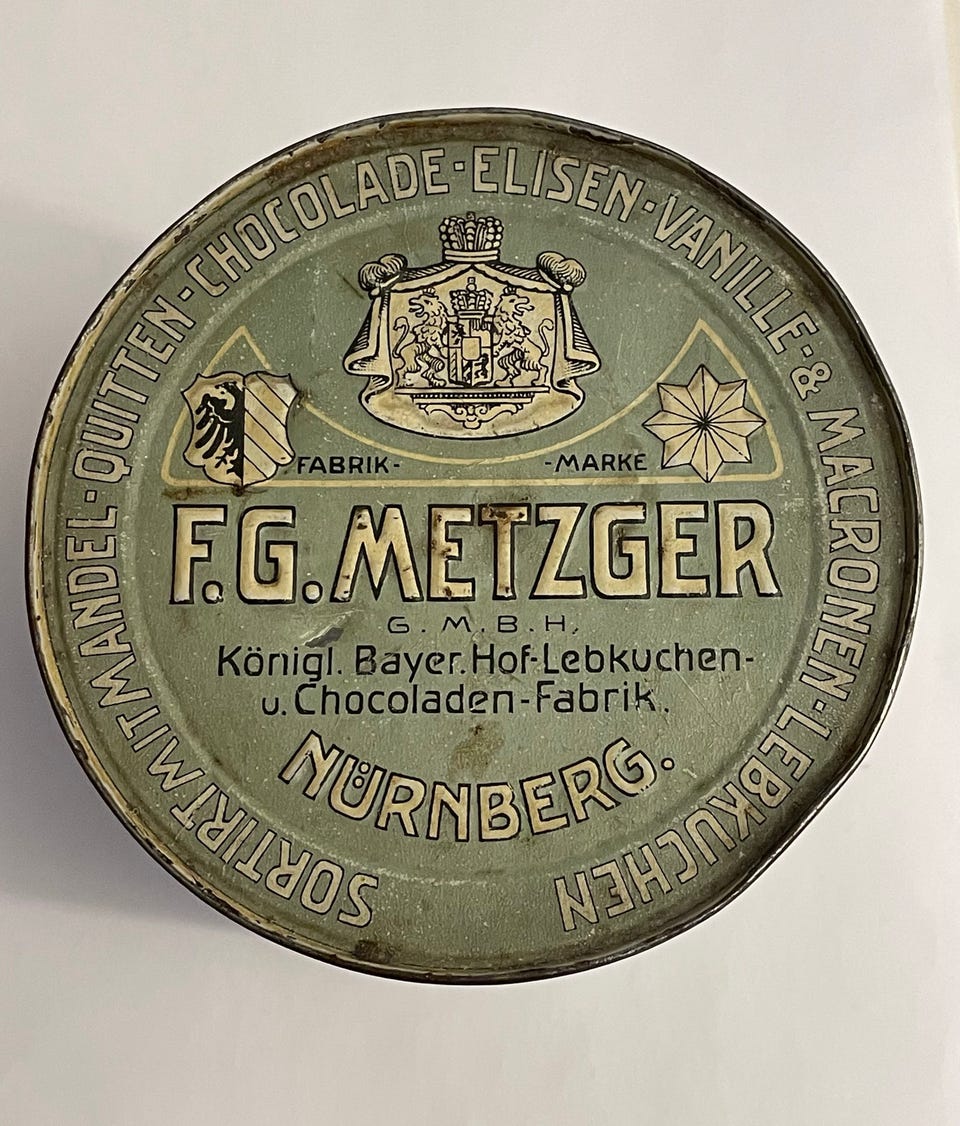 SORTIRT MIT MANDEL-QUITTEN-CHOCOLADE-ELISEN-VANILLE-& MACRONEN-LEBKUCHEN
FABRIK- -MARKE
F.G. METZGER
G.M.B.H.
Königl. Bayer. Hof-Lebkuchen-
u. Chocoladen-Fabrik.
NÜRNBERG.